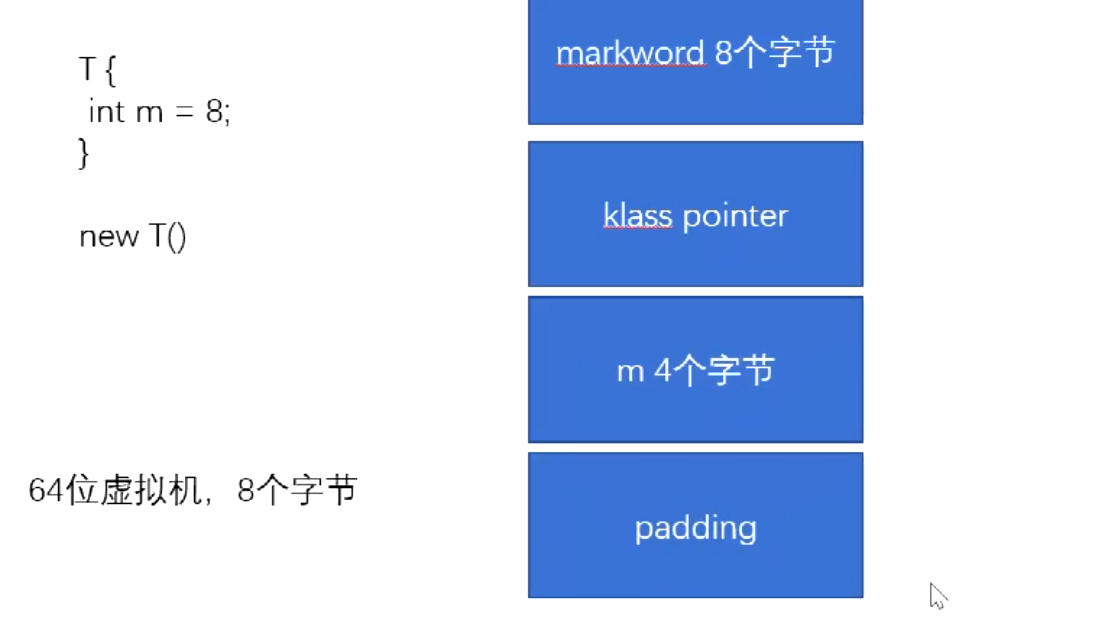 T {
int m = 8;
}
new T()
64位虚拟机，8个字节
markword 8个字节
klass pointer
m 4个字节
padding